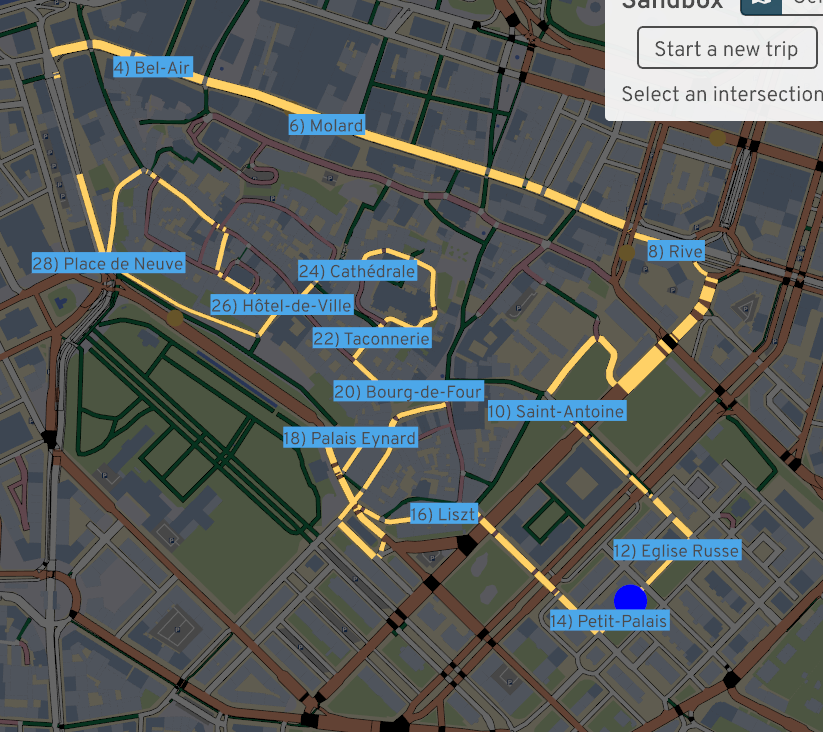 Sandbox
Start a new trip
Select an intersection
4) Bel-Air
6) Molard
8) Rive
28) Place de Neuve
24) Cathédrale
26) Hôtel-de-Ville
22) Taconnerie
20) Bourg-de-Four
10) Saint-Antoine
18) Palais Eynard
16) Liszt
12) Eglise Russe
14) Petit-Palais